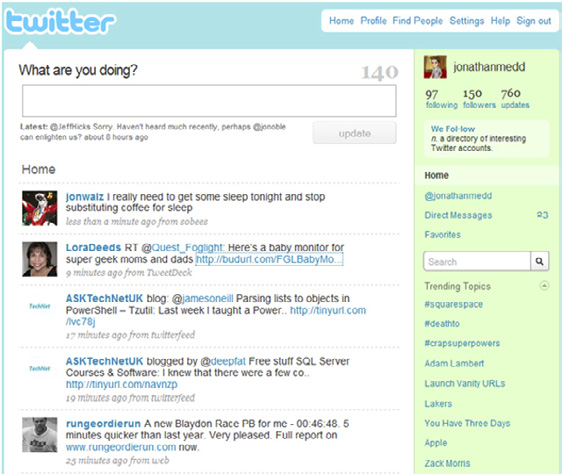 twitter
Home Profile Find People Settings Help Sign out
What are you doing? 140
Latest: @JeffHicks Sorry. Haven't heard much recently, perhaps @jonoble
can enlighten us? about 8 hours ago
update
Home
jonwalz I really need to get some sleep tonight and stop
substituting coffee for sleep
less than a minute ago from sobees
LoraDeeds RT @Quest_Foglight: Here's a baby monitor for
super geek moms and dads http://budurl.com/FGLBabyMo...
9 minutes ago from TweetDeck
TechNet
ASKTechNetUK blog: @jamesoneill Parsing lists to objects in
PowerShell – Tzutil: Last week I taught a Power.. http://tinyurl.com
/lvc78j
17 minutes ago from twitterfeed
TechNet
ASKTechNetUK blogged by @deepfat Free stuff SQL Server
Courses & Software: I knew that there were a few co..
http://tinyurl.com/navnzp
19 minutes ago from twitterfeed
rungeordierun A new Blaydon Race PB for me - 00:46:48. 5
minutes quicker than last year. Very pleased. Full report on
www.rungeordierun.com now.
25 minutes ago from web
jonathanmedd
97 150 760
following followers updates
We Follow
n. a directory of interesting
Twitter accounts.
Home
@jonathanmedd
Direct Messages 23
Favorites
Search
Trending Topics
#squarespace
#deathto
#crapsuperpowers
Adam Lambert
Launch Vanity URLs
Lakers
You Have Three Days
Apple
Zack Morris